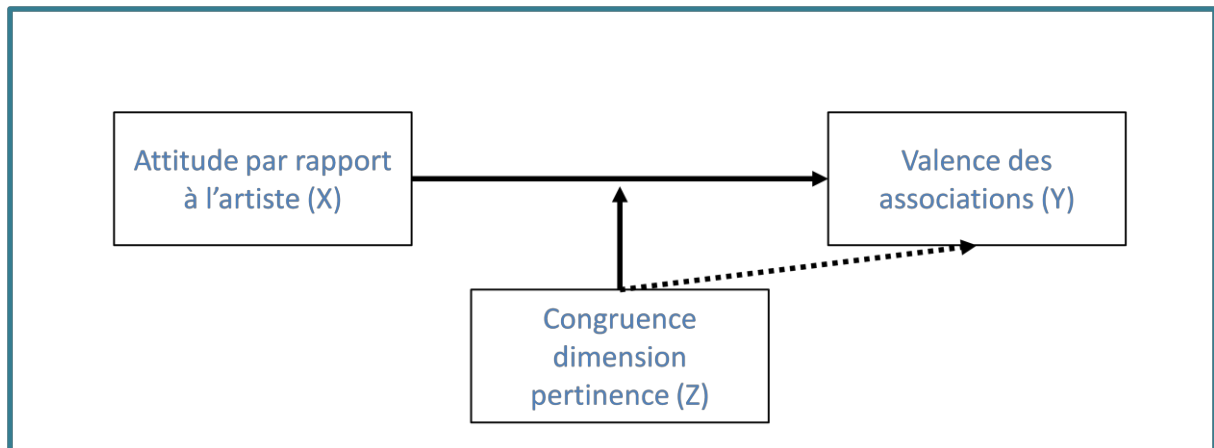 Attitude par rapport
à l’artiste (X)
Valence des
associations (Y)
Congruence
dimension
pertinence (Z)